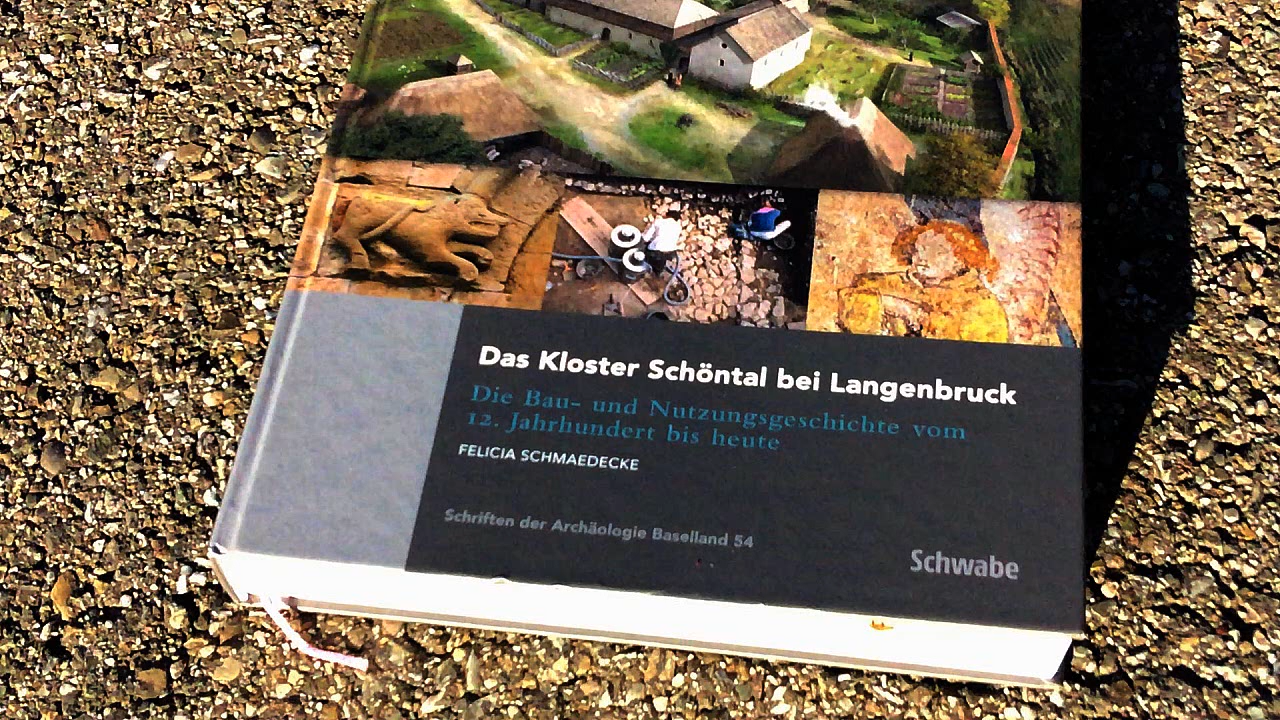 Das Kloster Schöntal bei Langenbruck
Die Bau- und Nutzungsgeschichte vom
12. Jahrhundert bis heute
FELICIA SCHMAEDECKE
Schriften der Archäologie Baselland 54
Schwabe